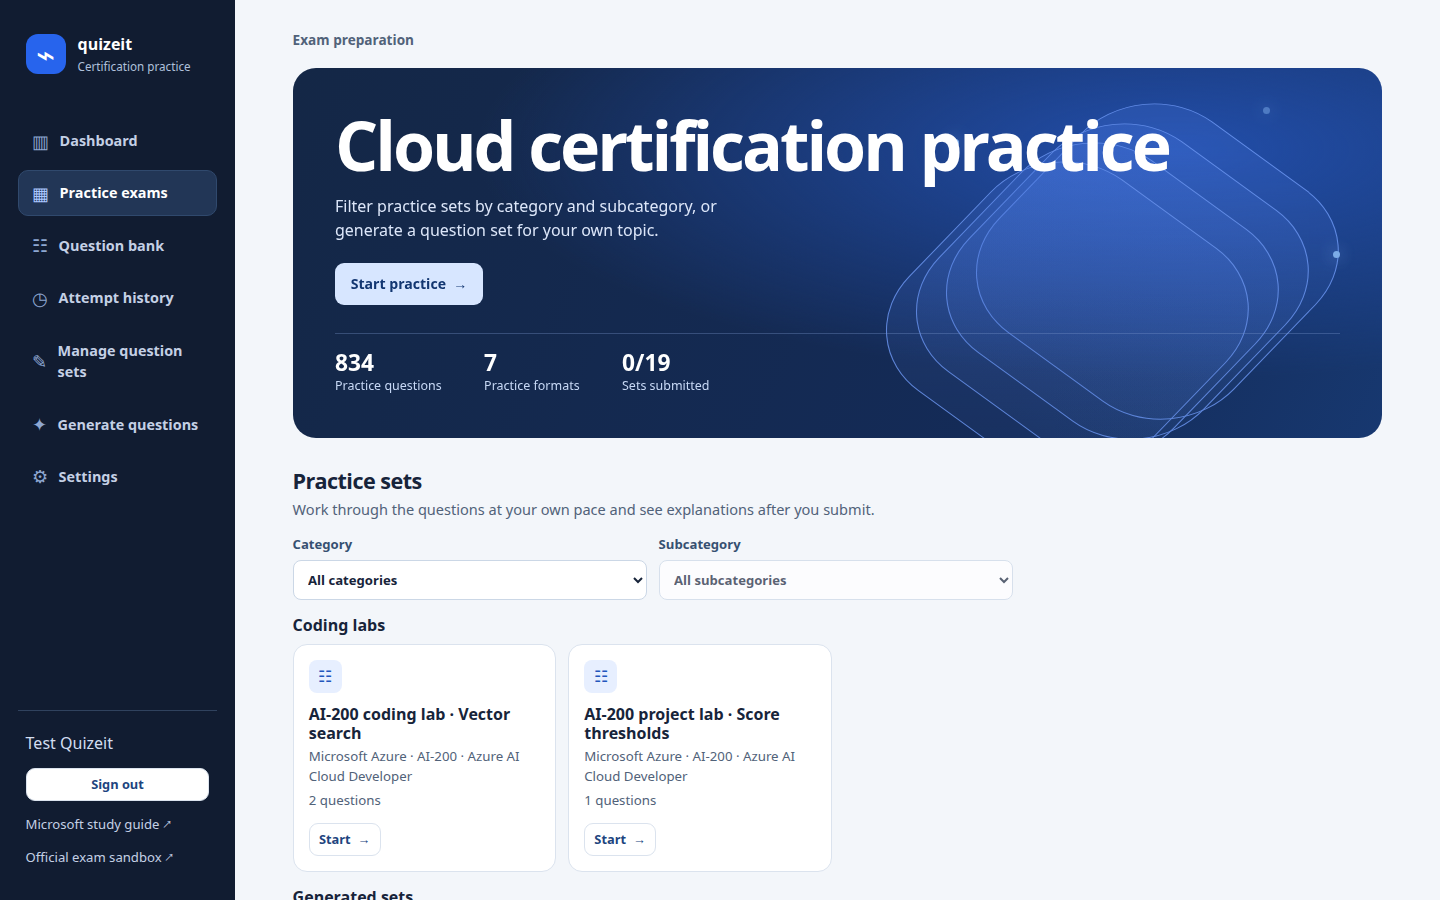 quizeit
Certification practice
Dashboard
Practice exams
Question bank
Attempt history
Manage question
sets
Generate questions
Settings
Test Quizeit
Sign out
Microsoft study guide ↗
Official exam sandbox ↗
Exam preparation
Cloud certification practice
Filter practice sets by category and subcategory, or
generate a question set for your own topic.
Start practice →
834
Practice questions
7
Practice formats
0/19
Sets submitted
Practice sets
Work through the questions at your own pace and see explanations after you submit.
Category
Subcategory
All categories
All subcategories
Coding labs
AI-200 coding lab · Vector
search
Microsoft Azure · AI-200 · Azure AI
Cloud Developer
2 questions
Start →
AI-200 project lab · Score
thresholds
Microsoft Azure · AI-200 · Azure AI
Cloud Developer
1 questions
Start →
Generated sets